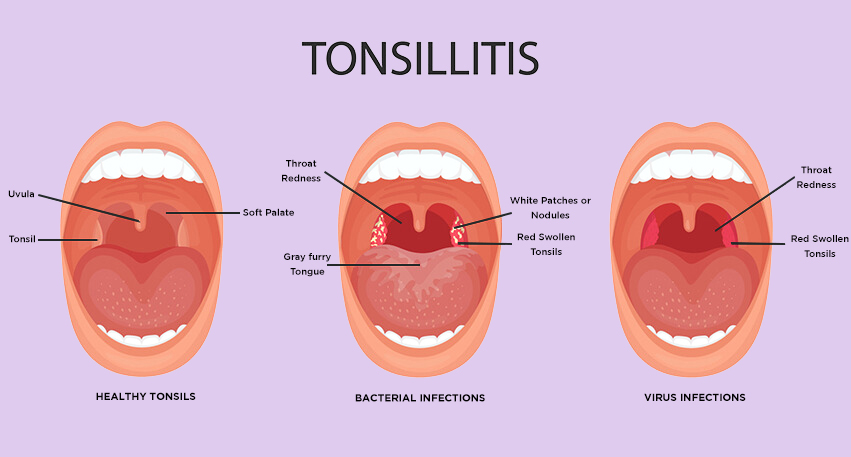 TONSILLITIS
Uvula
Tonsil
Soft Palate
HEALTHY TONSILS
Throat
Redness
Gray furry
Tongue
White Patches or
Nodules
Red Swollen
Tonsils
BACTERIAL INFECTIONS
Throat
Redness
Red Swollen
Tonsils
VIRUS INFECTIONS